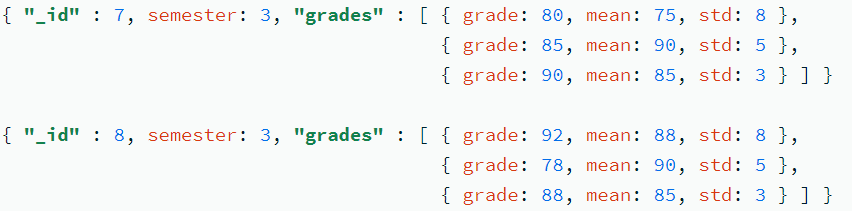 { "_id" : 7, semester: 3, "grades" : [ { grade: 80, mean: 75, std: 8 },
{ grade: 85, mean: 90, std: 5 },
{ grade: 90, mean: 85, std: 3 } ] }
{ "_id" : 8, semester: 3, "grades" : [ { grade: 92, mean: 88, std: 8 },
{ grade: 78, mean: 90, std: 5 },
{ grade: 88, mean: 85, std: 3 } ] }